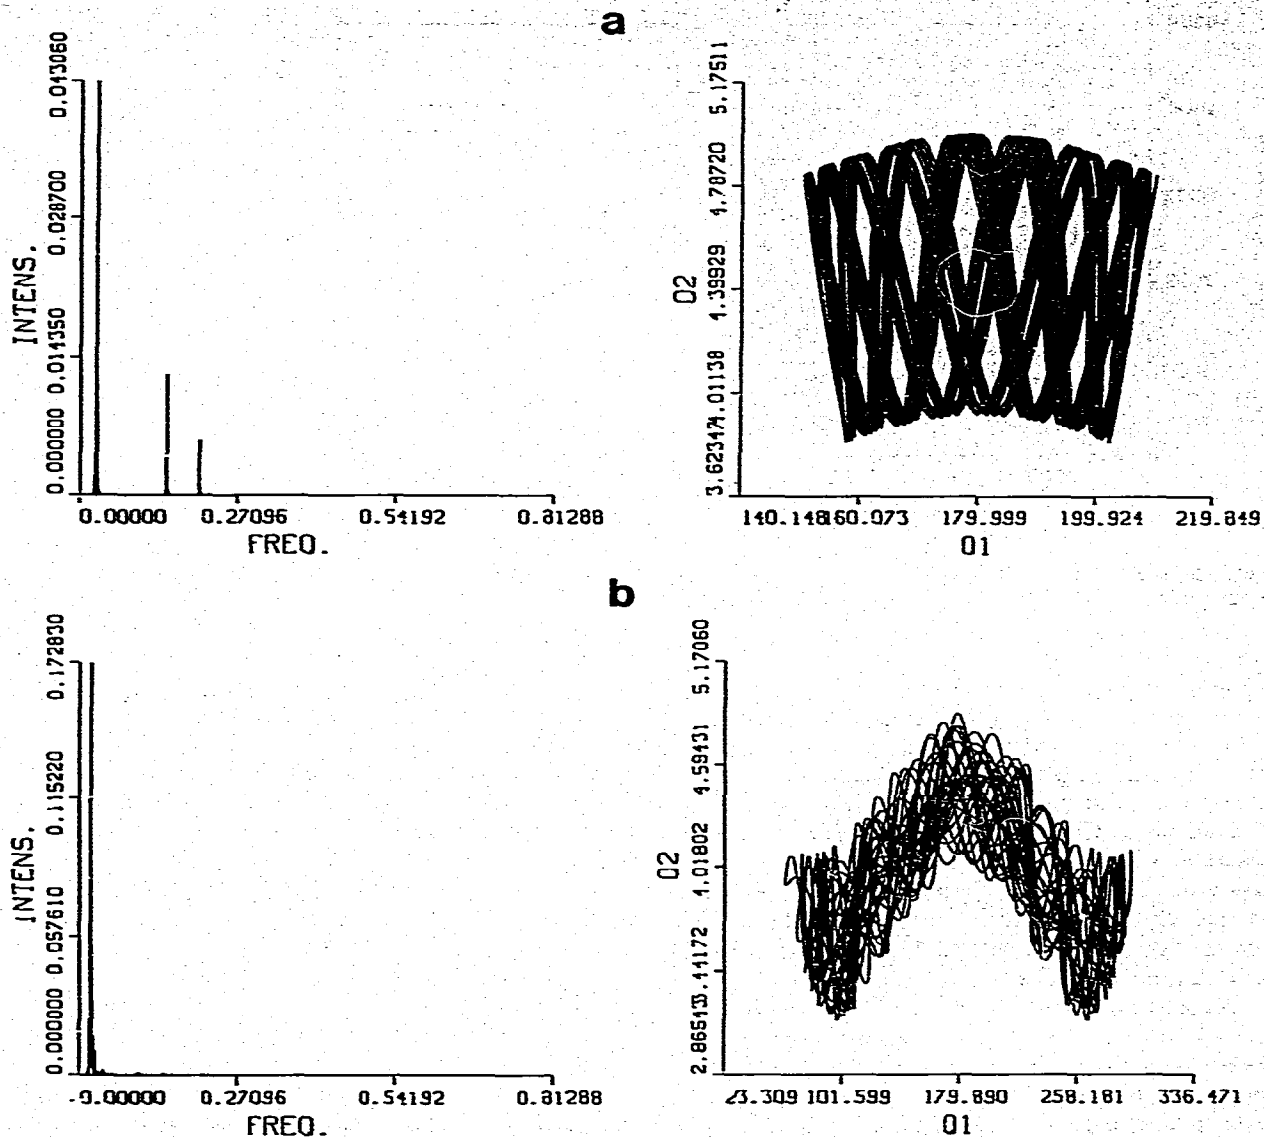 a
0.043060
0.028700
0.014350
0.000000
INTENS.
0.00000 0.27096 0.54192 0.81288
FREQ.
5.17511
4.78720
4.39929
4.01138
3.62347
O2
140.148 160.073 179.999 199.924 219.849
O1
b
0.172830
0.115220
0.057610
0.000000
INTENS.
-0.00000 0.27096 0.54192 0.81288
FREQ.
5.17060
4.59431
4.01802
3.44172
2.86543
O2
23.309 101.599 179.890 258.181 336.471
O1